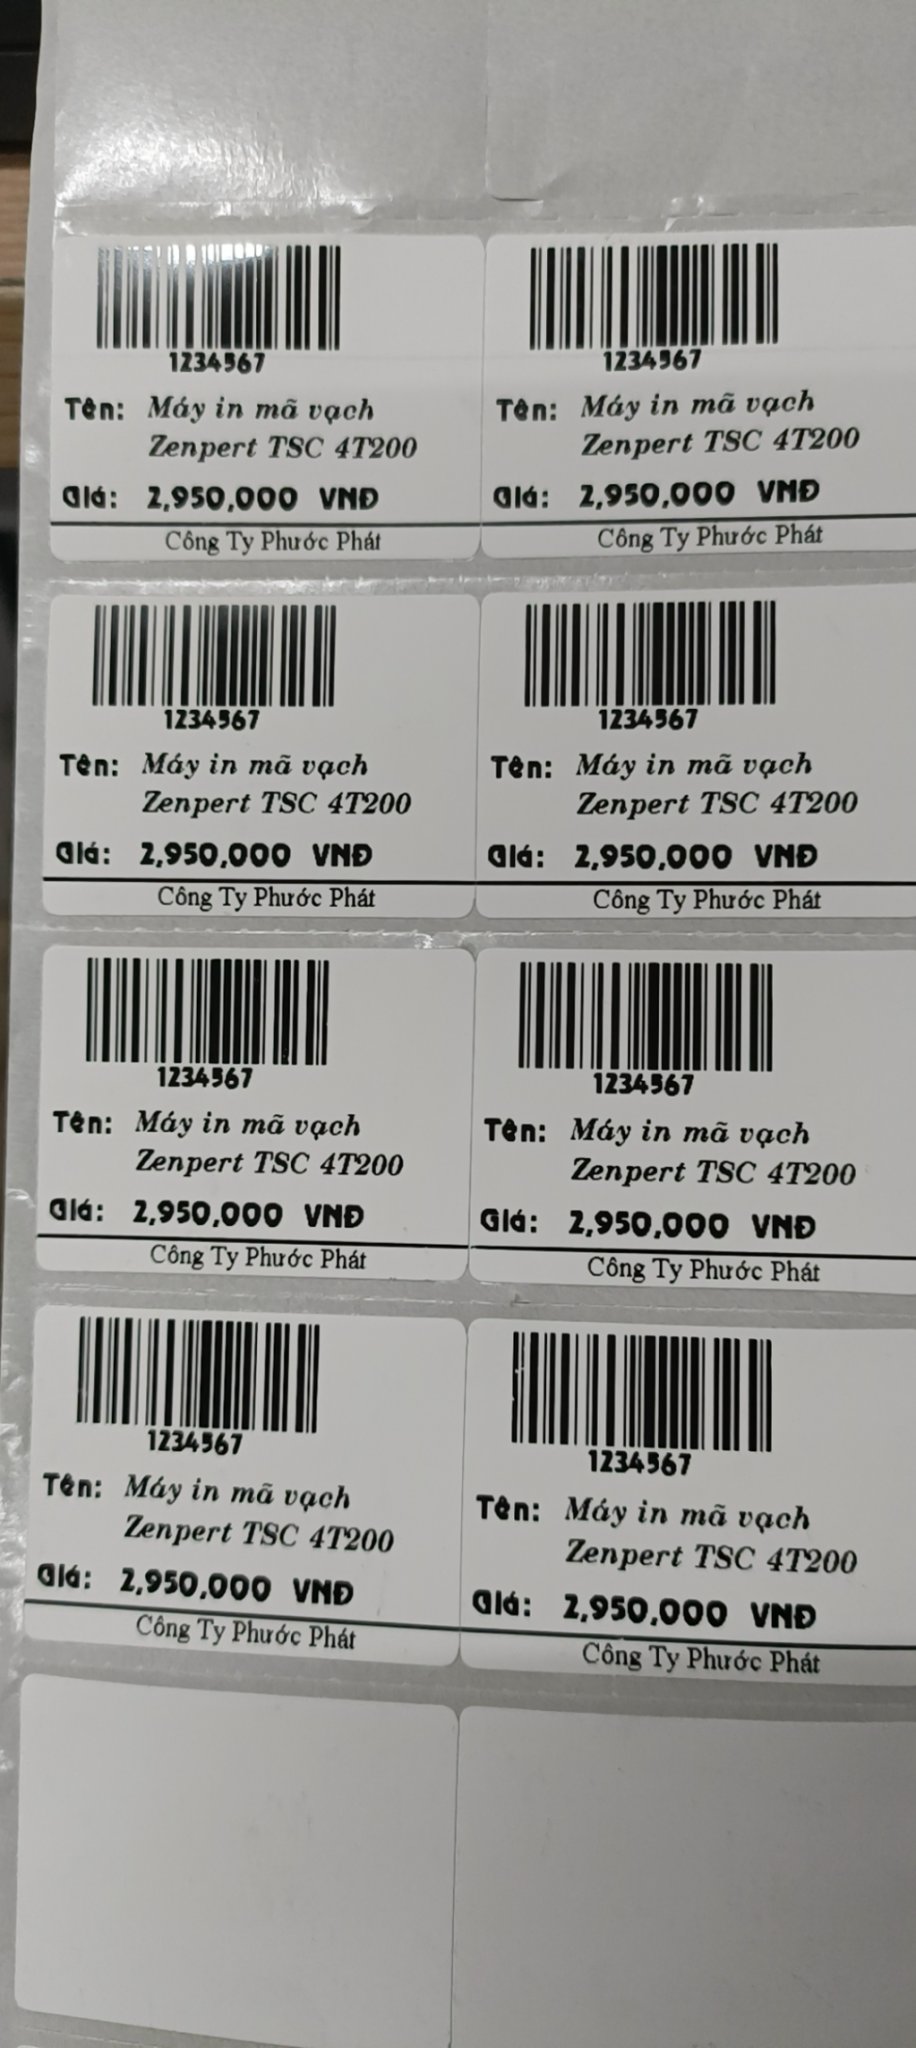 1234567 1234567
Tên: Máy in mã vạch Tên: Máy in mã vạch
Zenpert TSC 4T200 Zenpert TSC 4T200
Giá: 2,950,000 VNĐ Giá: 2,950,000 VNĐ
Công Ty Phước Phát Công Ty Phước Phát
1234567 1234567
Tên: Máy in mã vạch Tên: Máy in mã vạch
Zenpert TSC 4T200 Zenpert TSC 4T200
Giá: 2,950,000 VNĐ Giá: 2,950,000 VNĐ
Công Ty Phước Phát Công Ty Phước Phát
1234567 1234567
Tên: Máy in mã vạch Tên: Máy in mã vạch
Zenpert TSC 4T200 Zenpert TSC 4T200
Giá: 2,950,000 VNĐ Giá: 2,950,000 VNĐ
Công Ty Phước Phát Công Ty Phước Phát
1234567 1234567
Tên: Máy in mã vạch Tên: Máy in mã vạch
Zenpert TSC 4T200 Zenpert TSC 4T200
Giá: 2,950,000 VNĐ Giá: 2,950,000 VNĐ
Công Ty Phước Phát Công Ty Phước Phát